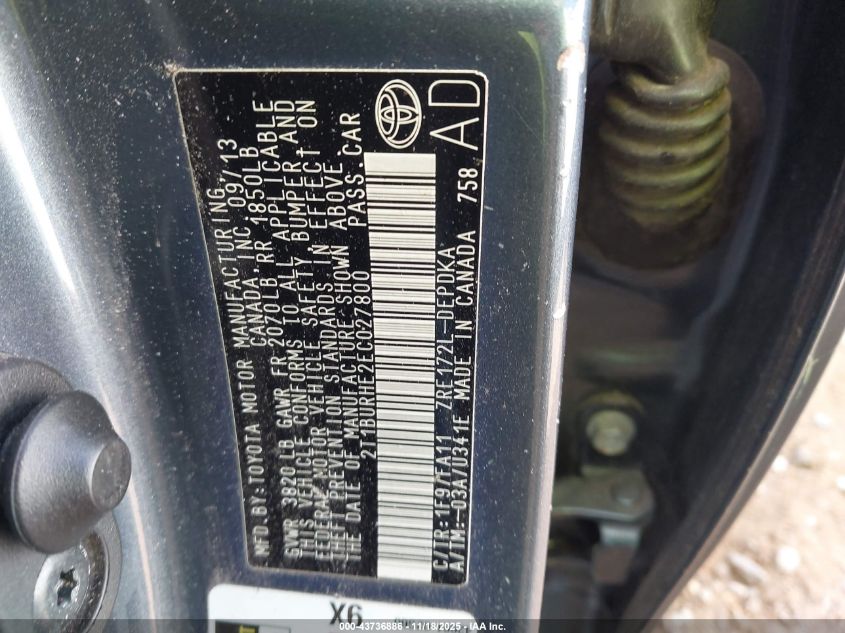 MFD.BY:TOYOTA MOTOR MANUFACTURING
CANADA,INC 09/13
GVWR 3820 LB GAWR FR 2070LB RR 1850LB
THIS VEHICLE CONFORMS TO ALL APPLICABLE
FEDERAL MOTOR VEHICLE SAFETY BUMPER AND
THEFT PREVENTION STANDARDS IN EFFECT ON
THE DATE OF MANUFACTURE SHOWN ABOVE
2T1BURHE2EC027800 PASS.CAR
C/TR:1F9/FA11 ZRE172L-DEPDKA
A/TM:-03A/U341E MADE IN CANADA 758
AD
X6
000-43736886 - 11/18/2025 - IAA Inc.